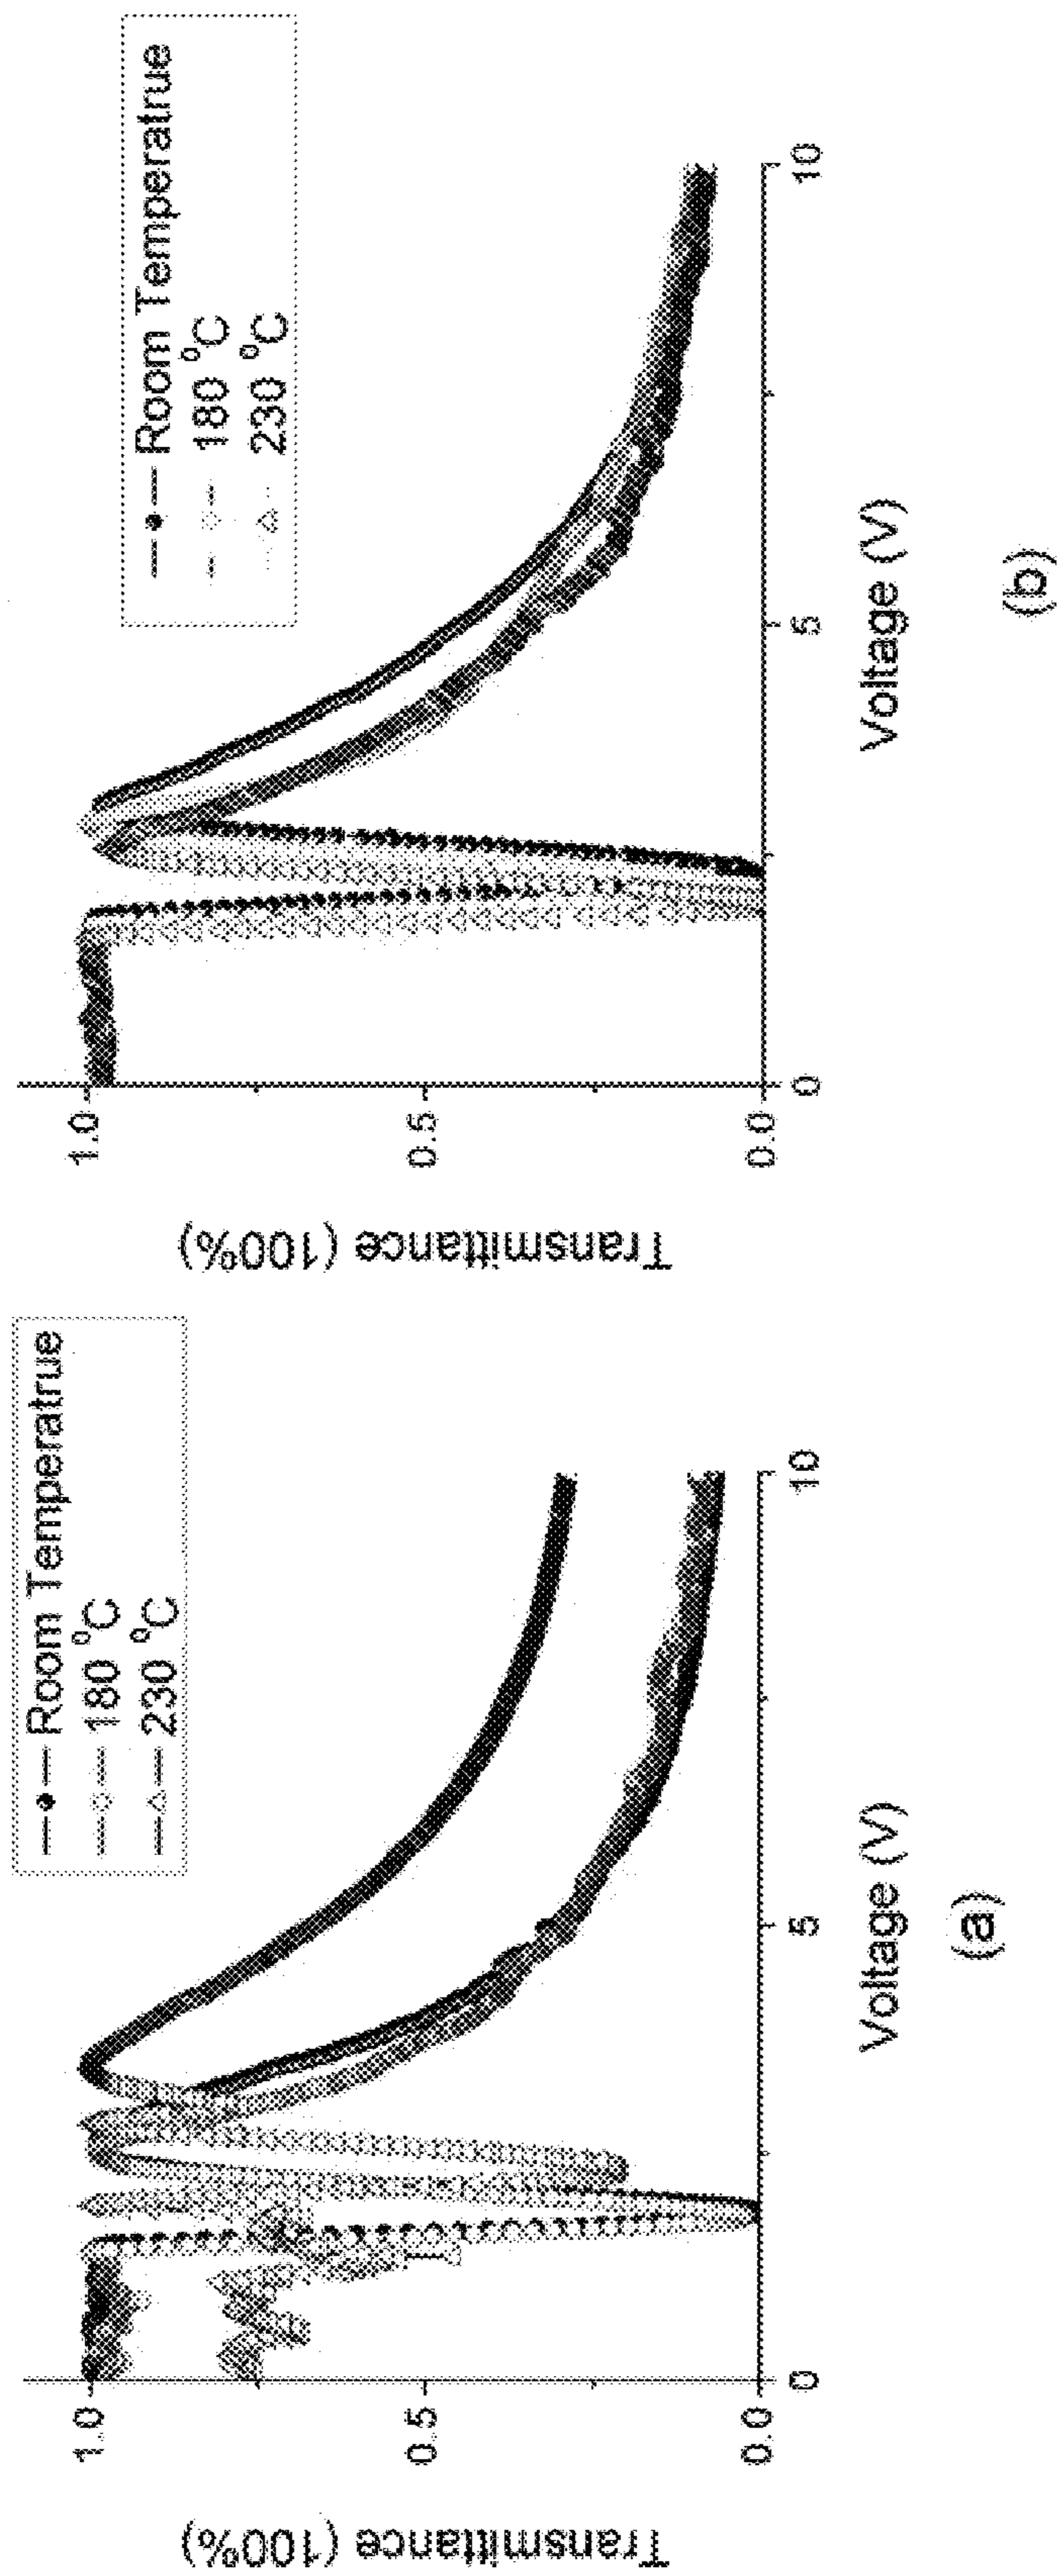 Transmittance (100%)
1.0
0.5
0.0
Room Temperatrue
180 °C
230 °C
0
5
10
Voltage (V)
(a)
Transmittance (100%)
1.0
0.5
0.0
Room Temperatrue
180 °C
230 °C
0
5
10
Voltage (V)
(b)